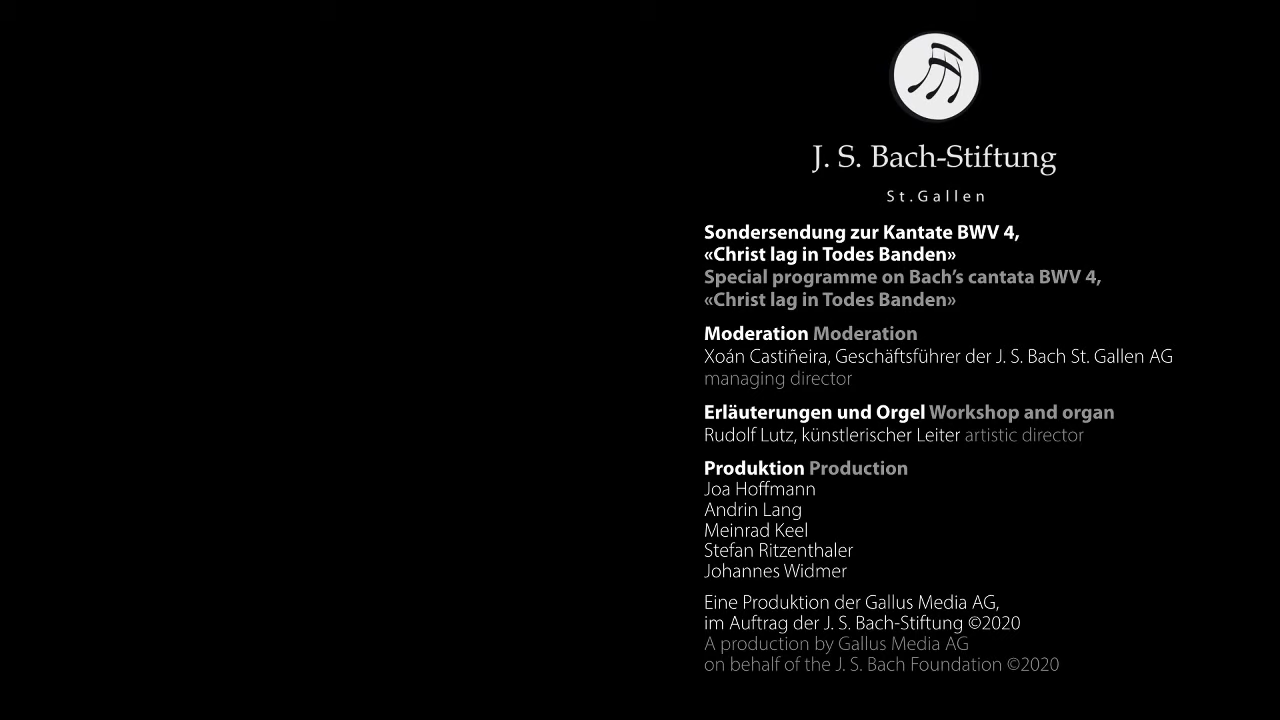 J. S. Bach-Stiftung
St.Gallen
Sondersendung zur Kantate BWV 4,
«Christ lag in Todes Banden»
Special programme on Bach’s cantata BWV 4,
«Christ lag in Todes Banden»
Moderation Moderation
Xoán Castiñeira, Geschäftsführer der J. S. Bach St. Gallen AG
managing director
Erläuterungen und Orgel Workshop and organ
Rudolf Lutz, künstlerischer Leiter artistic director
Produktion Production
Joa Hoffmann
Andrin Lang
Meinrad Keel
Stefan Ritzenthaler
Johannes Widmer
Eine Produktion der Gallus Media AG,
im Auftrag der J. S. Bach-Stiftung ©2020
A production by Gallus Media AG
on behalf of the J. S. Bach Foundation ©2020